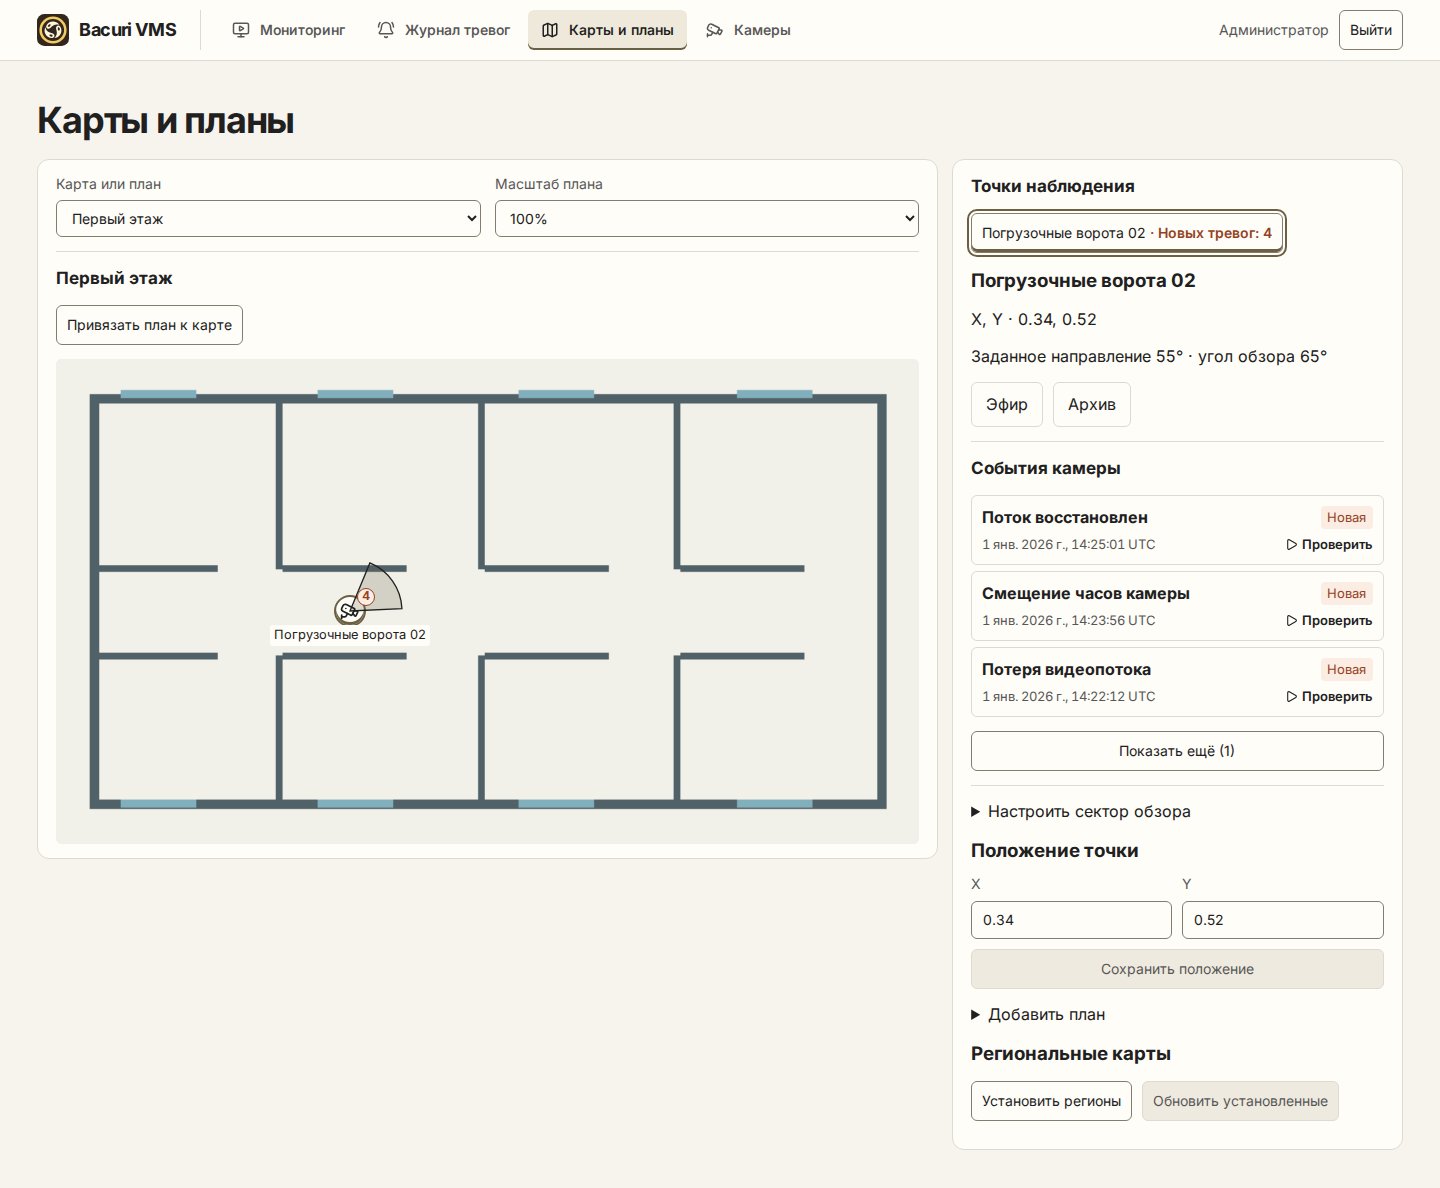 Bacuri VMS
Мониторинг
Журнал тревог
Карты и планы
Камеры
Администратор
Выйти
Карты и планы
Карта или план
Масштаб плана
Первый этаж
100%
Первый этаж
Привязать план к карте
4
Погрузочные ворота 02
Точки наблюдения
Погрузочные ворота 02 · Новых тревог: 4
Погрузочные ворота 02
X, Y · 0.34, 0.52
Заданное направление 55° · угол обзора 65°
Эфир
Архив
События камеры
Поток восстановлен
Новая
1 янв. 2026 г., 14:25:01 UTC
Проверить
Смещение часов камеры
Новая
1 янв. 2026 г., 14:23:56 UTC
Проверить
Потеря видеопотока
Новая
1 янв. 2026 г., 14:22:12 UTC
Проверить
Показать ещё (1)
Настроить сектор обзора
Положение точки
X
Y
0.34
0.52
Сохранить положение
Добавить план
Региональные карты
Установить регионы
Обновить установленные